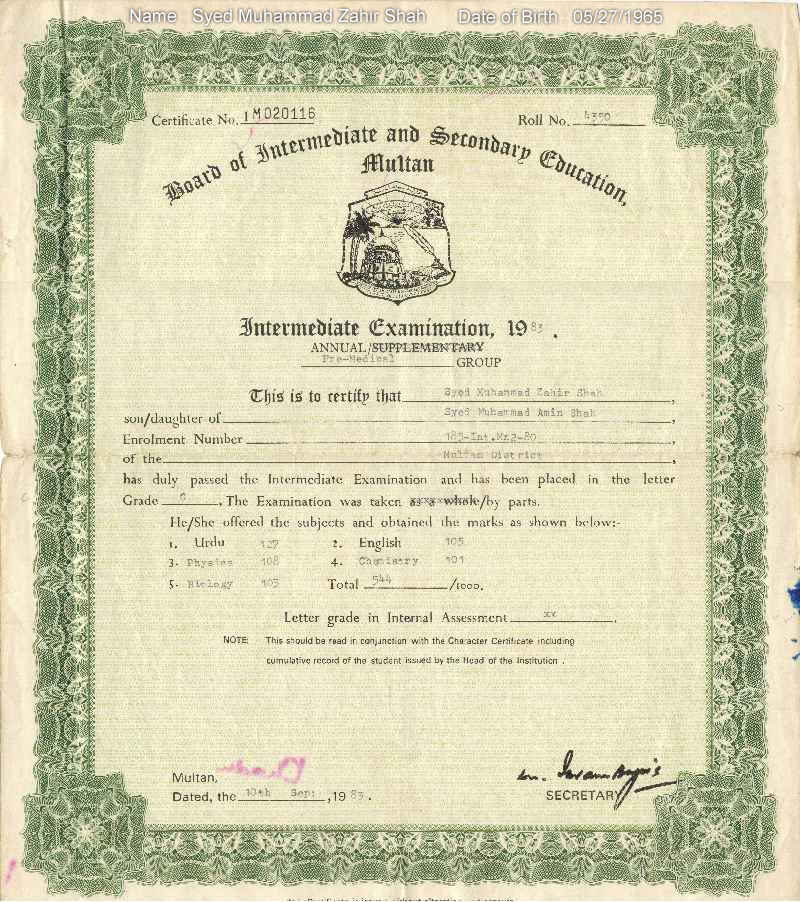 Name Syed Muhammad Zahir Shah Date of Birth 05/27/1965
Certificate No. 1M020116 Roll No. 4350
Board of Intermediate and Secondary Education,
Multan
Intermediate Examination, 1983.
ANNUAL/SUPPLEMENTARY
Pre-Medical GROUP
This is to certify that Syed Muhammad Zahir Shah,
son/daughter of Syed Muhammad Amin Shah,
Enrolment Number 185-Int.Mzg-80,
of the Multan District,
has duly passed the Intermediate Examination and has been placed in the letter
Grade C. The Examination was taken as a whole/by parts.
He/She offered the subjects and obtained the marks as shown below:-
1. Urdu 127 2. English 105
3. Physics 108 4. Chemistry 101
5. Biology 103 Total 544/1000.
Letter grade in Internal Assessment xx.
NOTE: This should be read in conjunction with the Character Certificate including
cumulative record of the student issued by the Head of the Institution .
Multan,
Dated, the 10th Sept, 1983.
SECRETARY